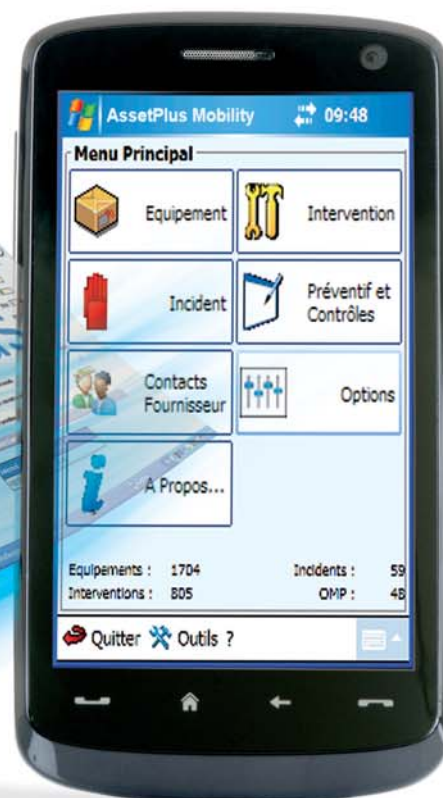 AssetPlus Mobility 09:48
Menu Principal
Equipement
Intervention
Incident
Préventif et
Contrôles
Contacts
Fournisseur
Options
A Propos...
Equipements : 1704 Incidents : 59
Interventions : 805 OMP : 48
Quitter Outils ?